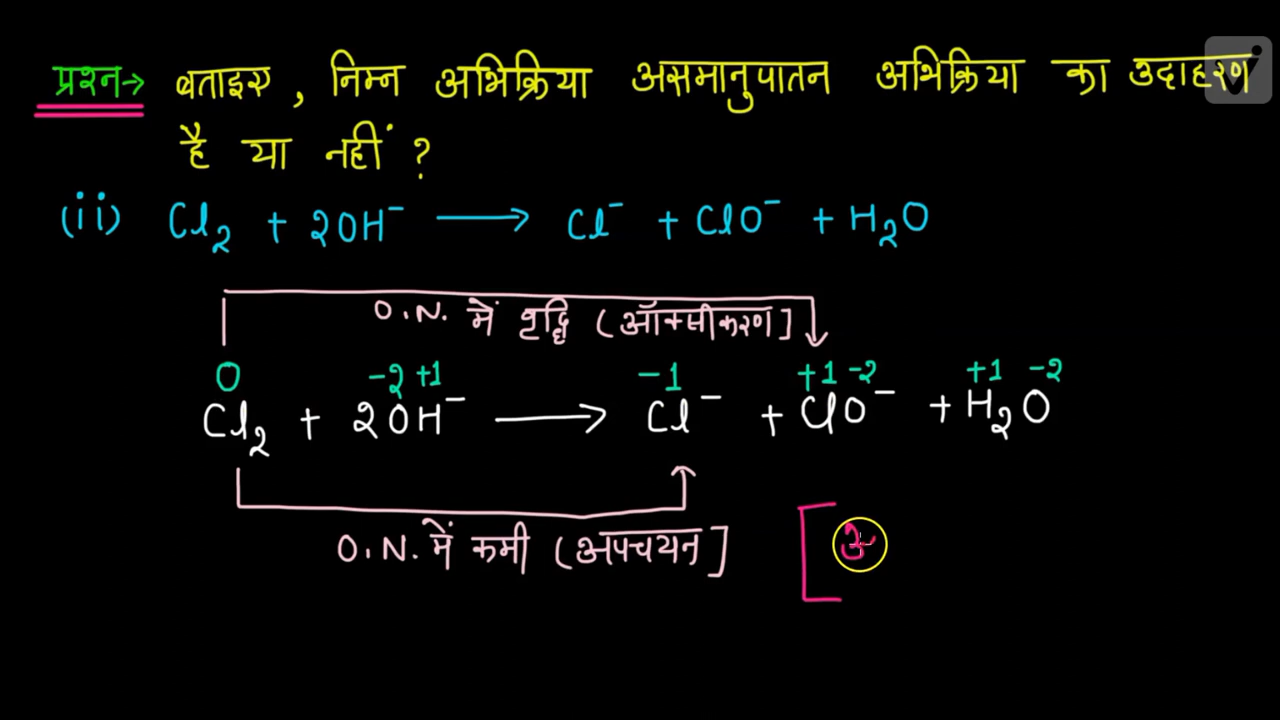 प्रश्न→ बताइए, निम्न अभिक्रिया असमानुपातन अभिक्रिया का उदाहरण
है या नहीं ?
(ii) Cl₂ + 2OH⁻ ⟶ Cl⁻ + ClO⁻ + H₂O
O.N. में वृद्धि (ऑक्सीकरण]
0 -2 +1 -1 +1 -2 +1 -2
Cl₂ + 2OH⁻ ⟶ Cl⁻ + ClO⁻ + H₂O
O.N. में कमी (अपचयन]